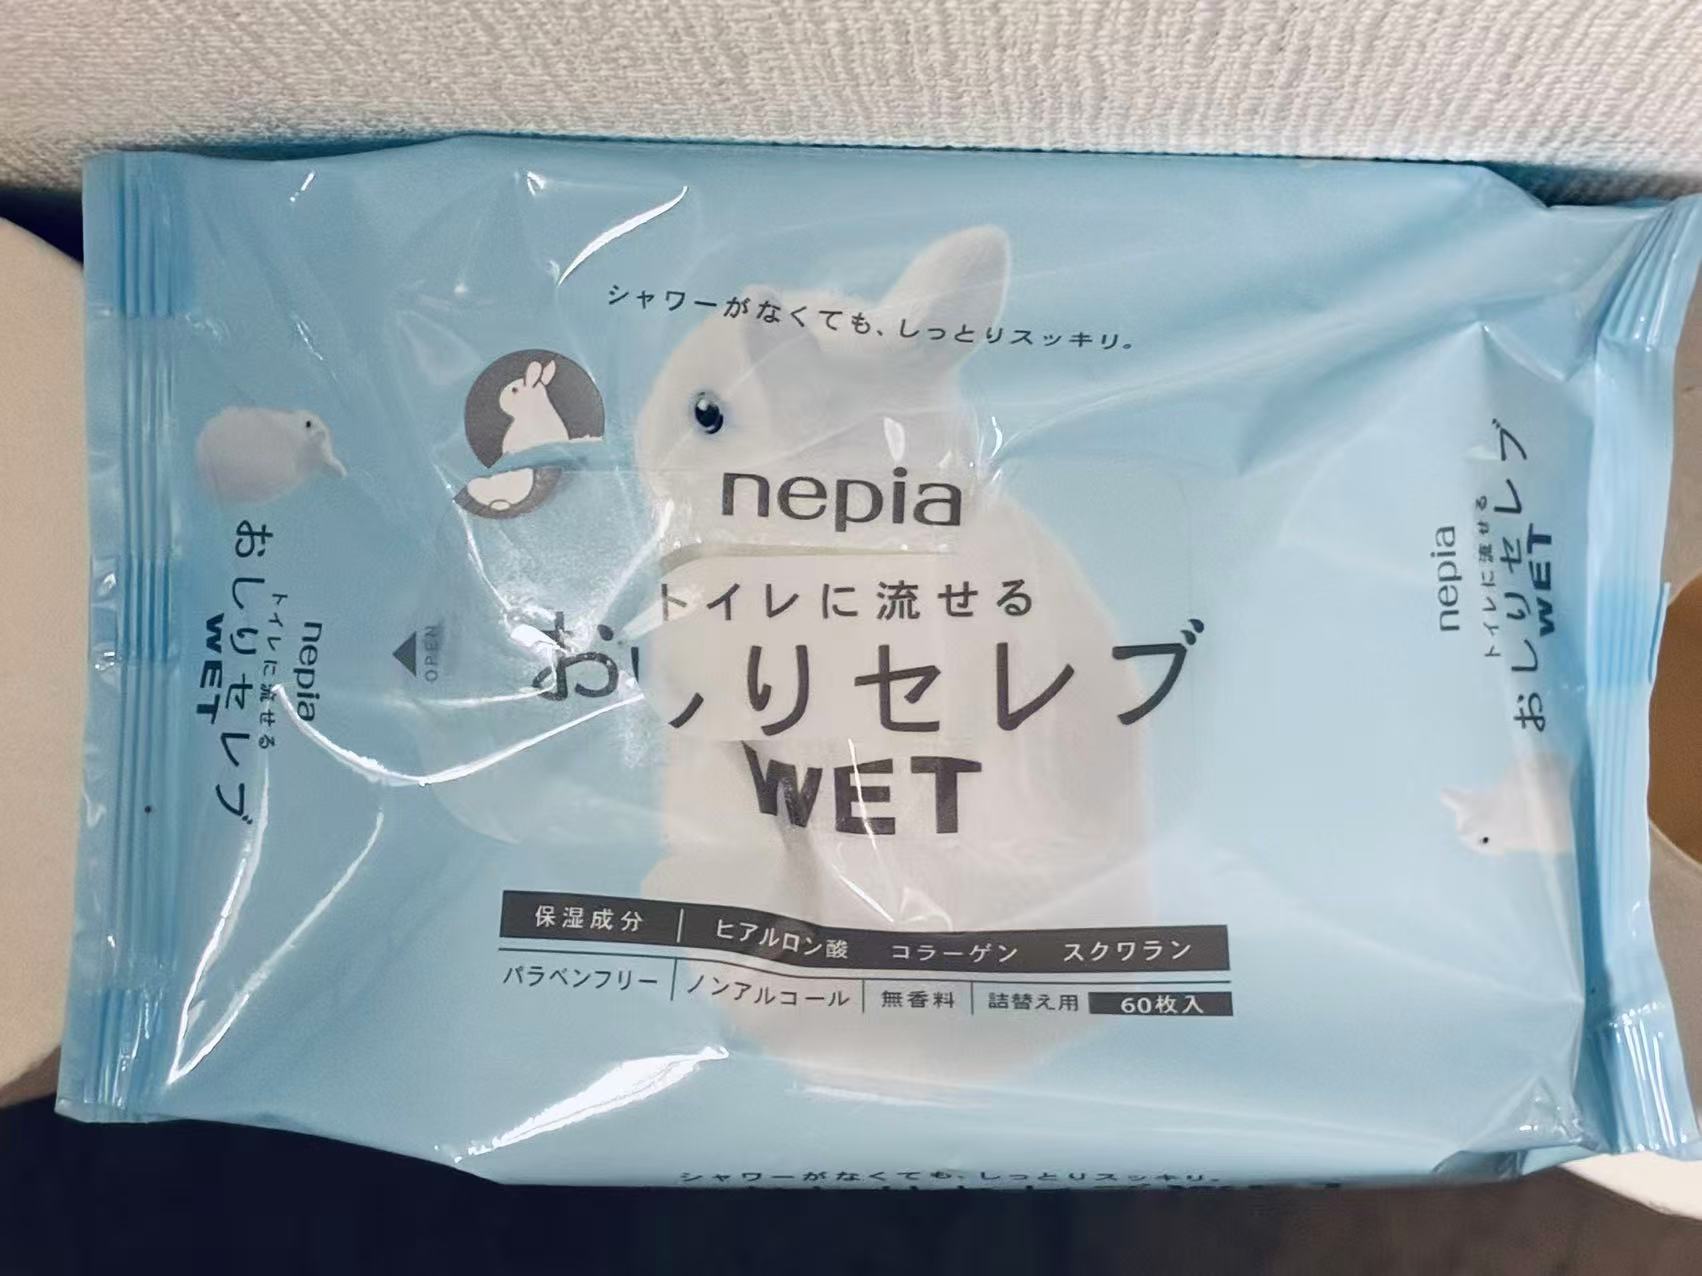 シャワーがなくても、しっとりスッキリ。
nepia
トイレに流せる
おしりセレブ
WET
OPEN
保湿成分 | ヒアルロン酸 コラーゲン スクワラン
パラベンフリー | ノンアルコール | 無香料 | 詰替え用 60枚入
nepia
トイレに流せる
おしりセレブ
WET
nepia
トイレに流せる
おしりセレブ
WET
シャワーがなくても、しっとりスッキリ。